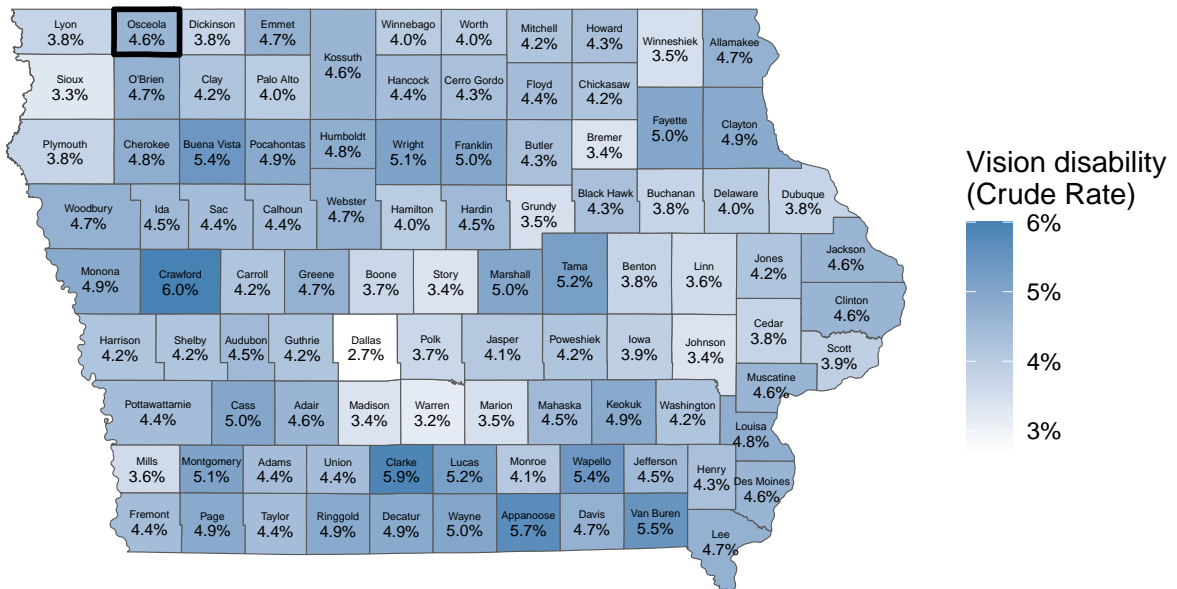 Lyon
3.8%
Osceola
4.6%
Dickinson
3.8%
Emmet
4.7%
Winnebago
4.0%
Worth
4.0%
Mitchell
4.2%
Howard
4.3%
Winneshiek
3.5%
Allamakee
4.7%
Kossuth
4.6%
Sioux
3.3%
O'Brien
4.7%
Clay
4.2%
Palo Alto
4.0%
Hancock
4.4%
Cerro Gordo
4.3%
Floyd
4.4%
Chickasaw
4.2%
Fayette
5.0%
Clayton
4.9%
Plymouth
3.8%
Cherokee
4.8%
Buena Vista
5.4%
Pocahontas
4.9%
Humboldt
4.8%
Wright
5.1%
Franklin
5.0%
Butler
4.3%
Bremer
3.4%
Woodbury
4.7%
Ida
4.5%
Sac
4.4%
Calhoun
4.4%
Webster
4.7%
Hamilton
4.0%
Hardin
4.5%
Grundy
3.5%
Black Hawk
4.3%
Buchanan
3.8%
Delaware
4.0%
Dubuque
3.8%
Monona
4.9%
Crawford
6.0%
Carroll
4.2%
Greene
4.7%
Boone
3.7%
Story
3.4%
Marshall
5.0%
Tama
5.2%
Benton
3.8%
Linn
3.6%
Jones
4.2%
Jackson
4.6%
Clinton
4.6%
Harrison
4.2%
Shelby
4.2%
Audubon
4.5%
Guthrie
4.2%
Dallas
2.7%
Polk
3.7%
Jasper
4.1%
Poweshiek
4.2%
Iowa
3.9%
Johnson
3.4%
Cedar
3.8%
Scott
3.9%
Muscatine
4.6%
Pottawattamie
4.4%
Cass
5.0%
Adair
4.6%
Madison
3.4%
Warren
3.2%
Marion
3.5%
Mahaska
4.5%
Keokuk
4.9%
Washington
4.2%
Louisa
4.8%
Mills
3.6%
Montgomery
5.1%
Adams
4.4%
Union
4.4%
Clarke
5.9%
Lucas
5.2%
Monroe
4.1%
Wapello
5.4%
Jefferson
4.5%
Henry
4.3%
Des Moines
4.6%
Fremont
4.4%
Page
4.9%
Taylor
4.4%
Ringgold
4.9%
Decatur
4.9%
Wayne
5.0%
Appanoose
5.7%
Davis
4.7%
Van Buren
5.5%
Lee
4.7%
Vision disability
(Crude Rate)
6%
5%
4%
3%